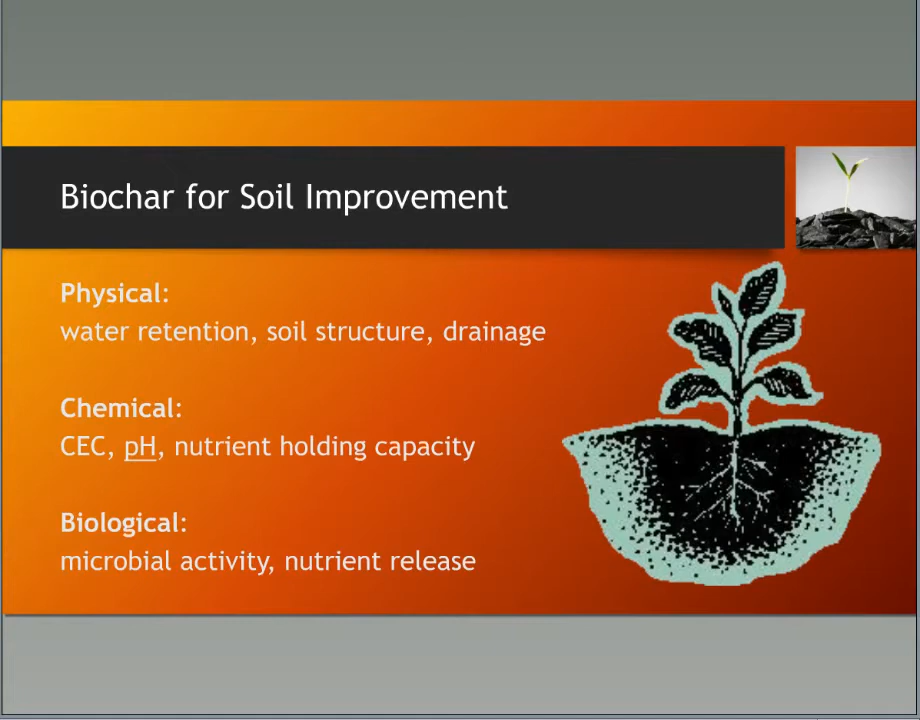 Biochar for Soil Improvement
Physical:
water retention, soil structure, drainage
Chemical:
CEC, pH, nutrient holding capacity
Biological:
microbial activity, nutrient release